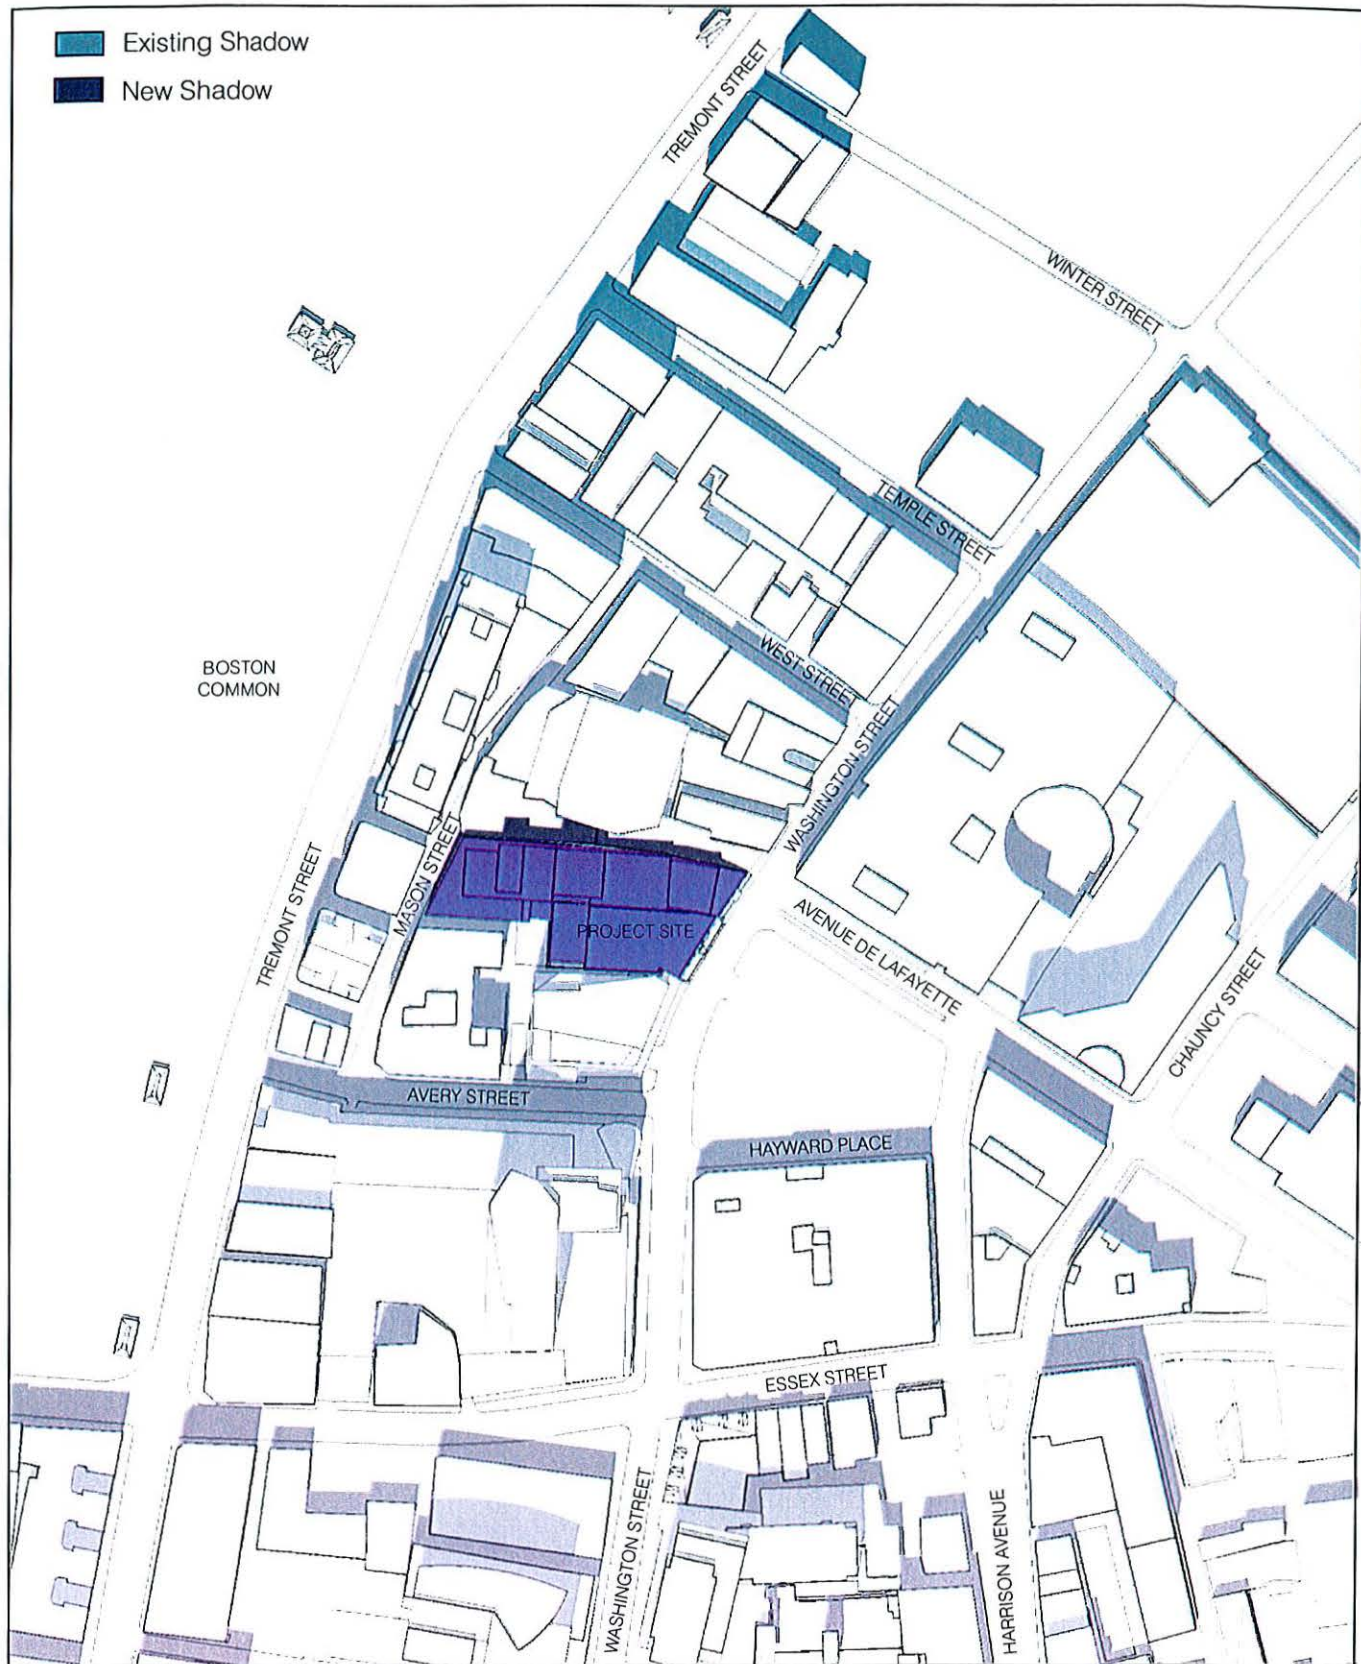 Existing Shadow
New Shadow
TREMONT STREET
WINTER STREET
TEMPLE STREET
BOSTON
COMMON
WEST STREET
WASHINGTON STREET
MASON STREET
TREMONT STREET
PROJECT SITE
AVENUE DE LAFAYETTE
CHAUNCY STREET
AVERY STREET
HAYWARD PLACE
ESSEX STREET
WASHINGTON STREET
HARRISON AVENUE